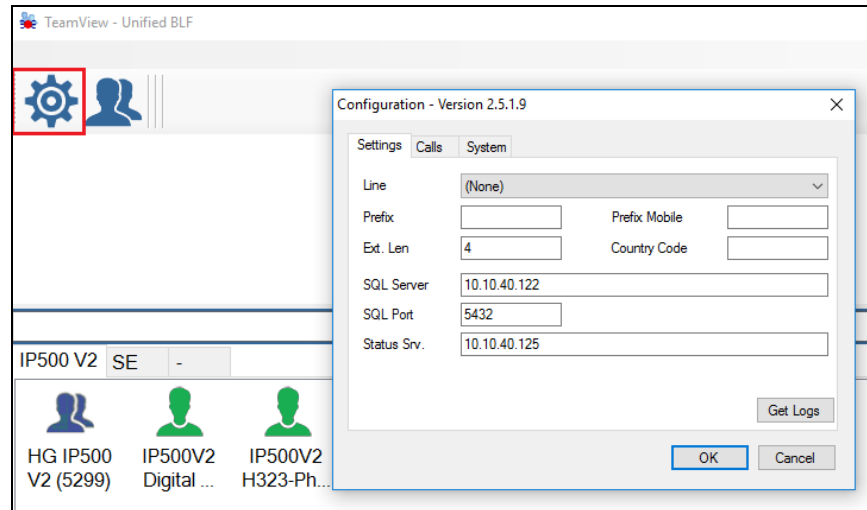 TeamView - Unified BLF
Configuration - Version 2.5.1.9
Settings Calls System
Line (None)
Prefix Prefix Mobile
Ext. Len 4 Country Code
SQL Server 10.10.40.122
SQL Port 5432
Status Srv. 10.10.40.125
Get Logs
OK Cancel
IP500 V2 SE -
HG IP500 IP500V2 IP500V2
V2 (5299) Digital ... H323-Ph...